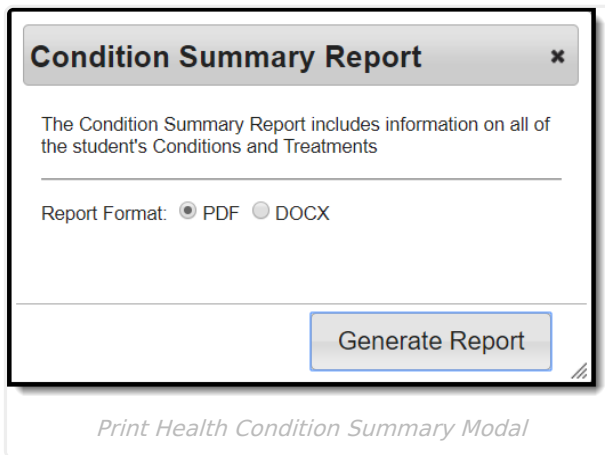 Condition Summary Report ×
The Condition Summary Report includes information on all of
the student's Conditions and Treatments
Report Format: PDF DOCX
Generate Report
Print Health Condition Summary Modal